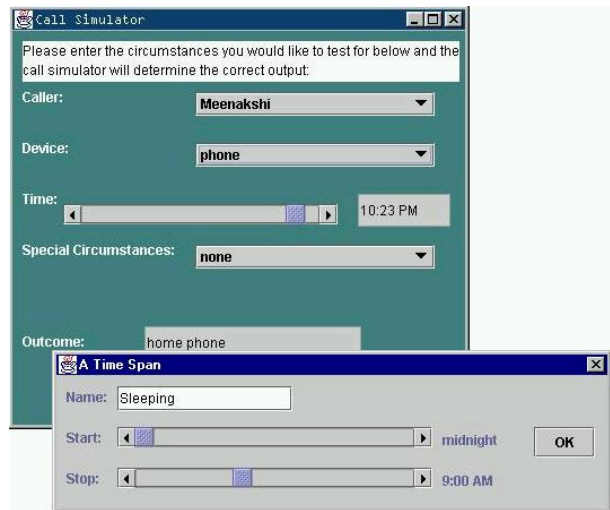 Call Simulator
Please enter the circumstances you would like to test for below and the
call simulator will determine the correct output:
Caller: Meenakshi
Device: phone
Time: 10:23 PM
Special Circumstances: none
Outcome: home phone
A Time Span
Name: Sleeping
Start: midnight OK
Stop: 9:00 AM